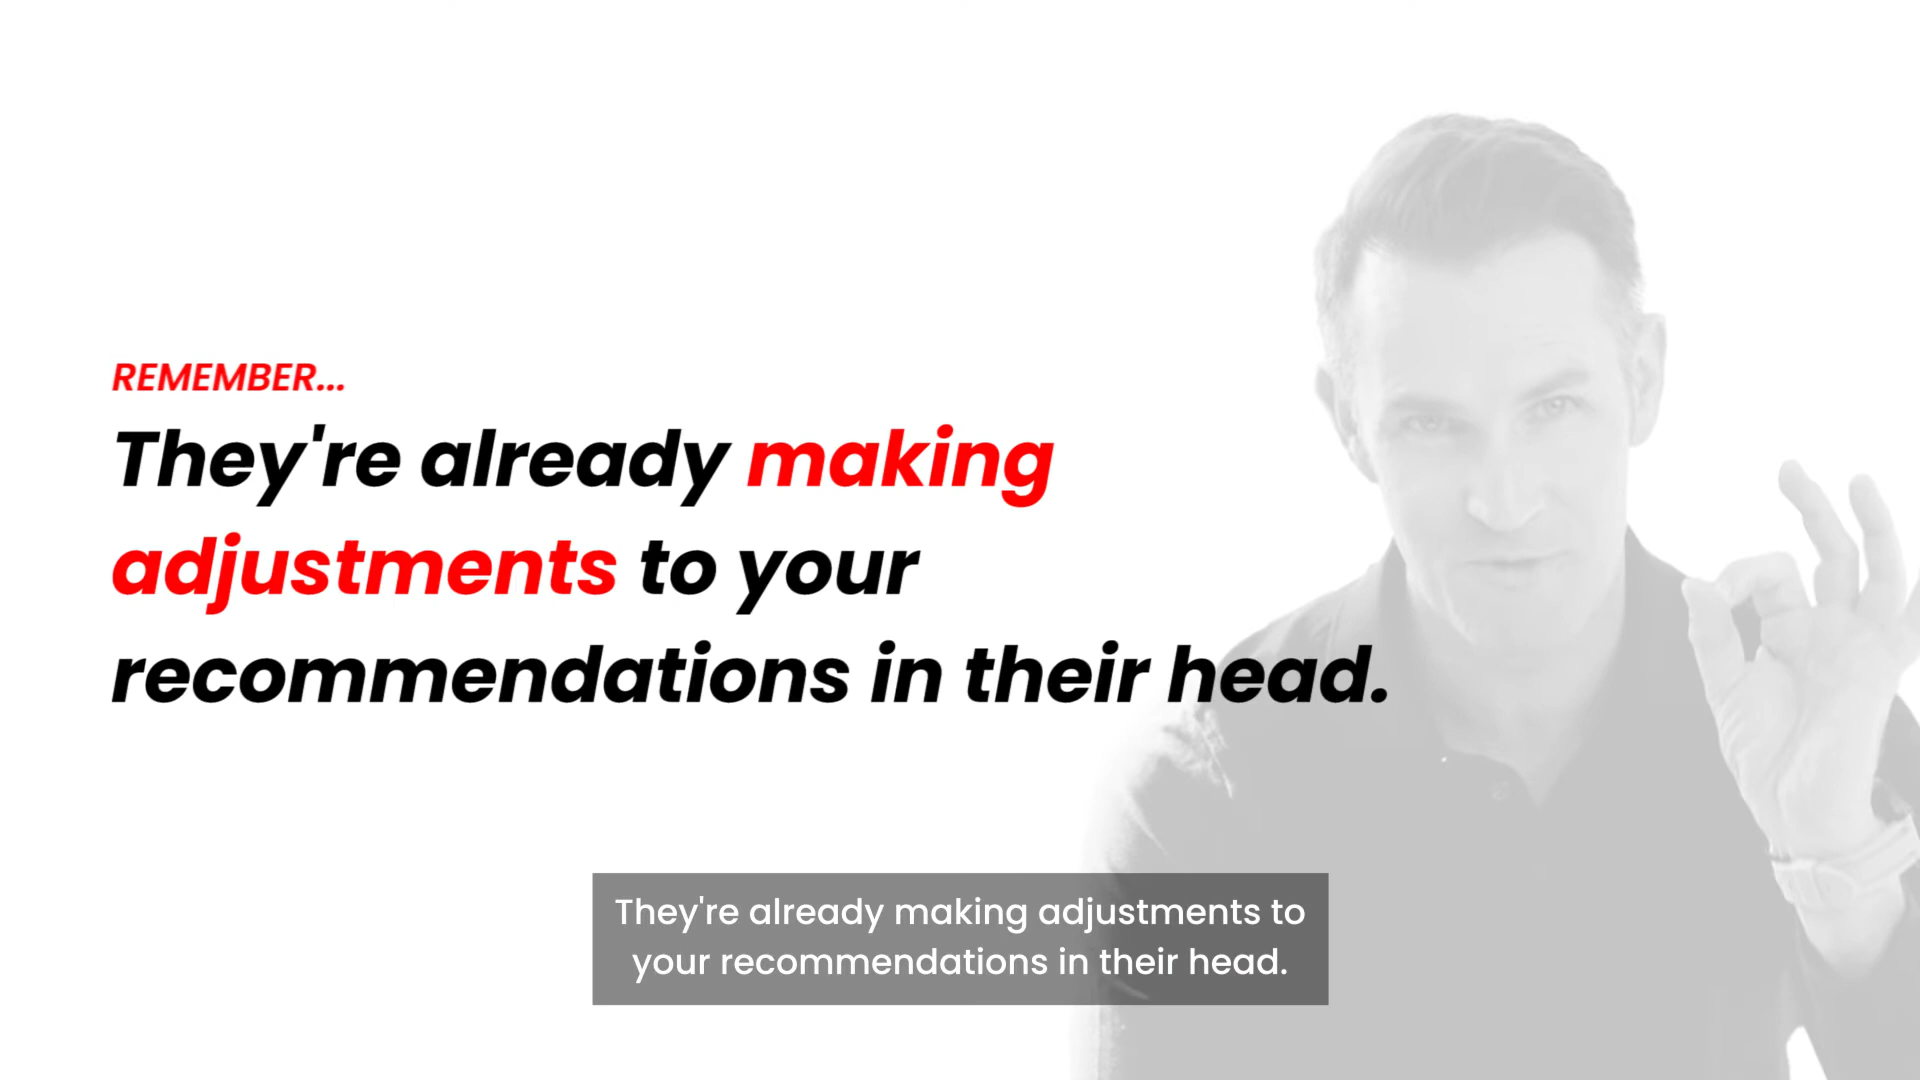 REMEMBER...
They're already making
adjustments to your
recommendations in their head.
They're already making adjustments to
your recommendations in their head.